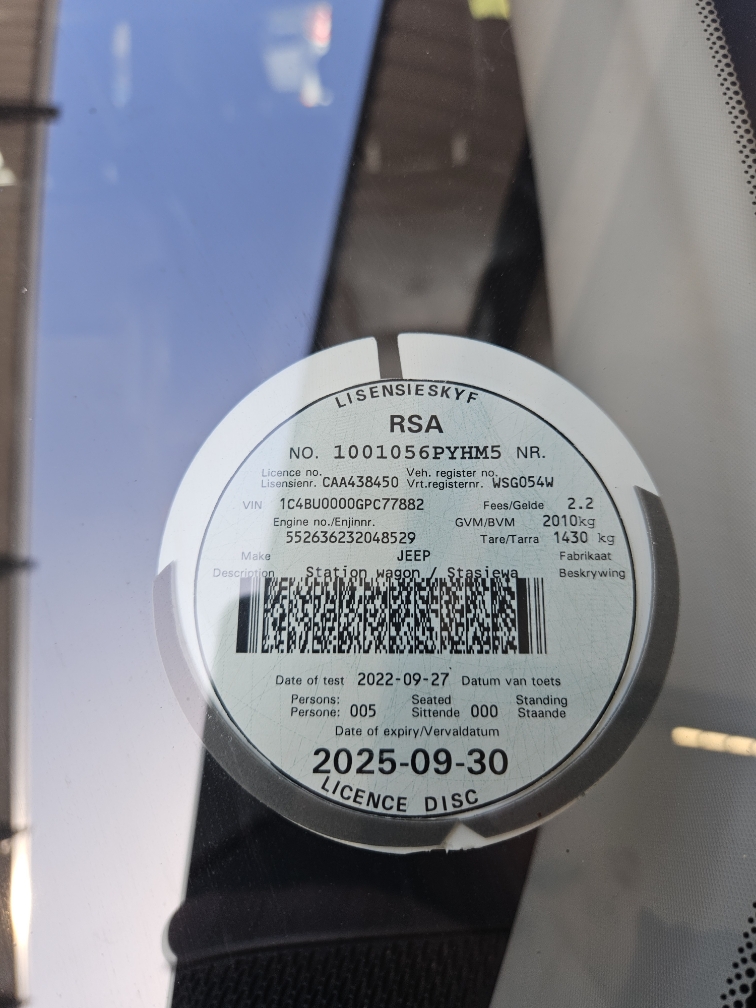 LISENSIESKYF
RSA
NO. 1001056PYHM5 NR.
Licence no. Veh. register no.
Lisensienr. CAA438450 Vrt.registernr. WSG054W
VIN 1C4BU0000GPC77882 Fees/Gelde 2.2
Engine no./Enjinnr. GVM/BVM 2010kg
552636232048529 Tare/Tarra 1430 kg
Make JEEP Fabrikaat
Description Station wagon / Stasiewa Beskrywing
Date of test 2022-09-27 Datum van toets
Persons: Seated Standing
Persone: 005 Sittende 000 Staande
Date of expiry/Vervaldatum
2025-09-30
LICENCE DISC